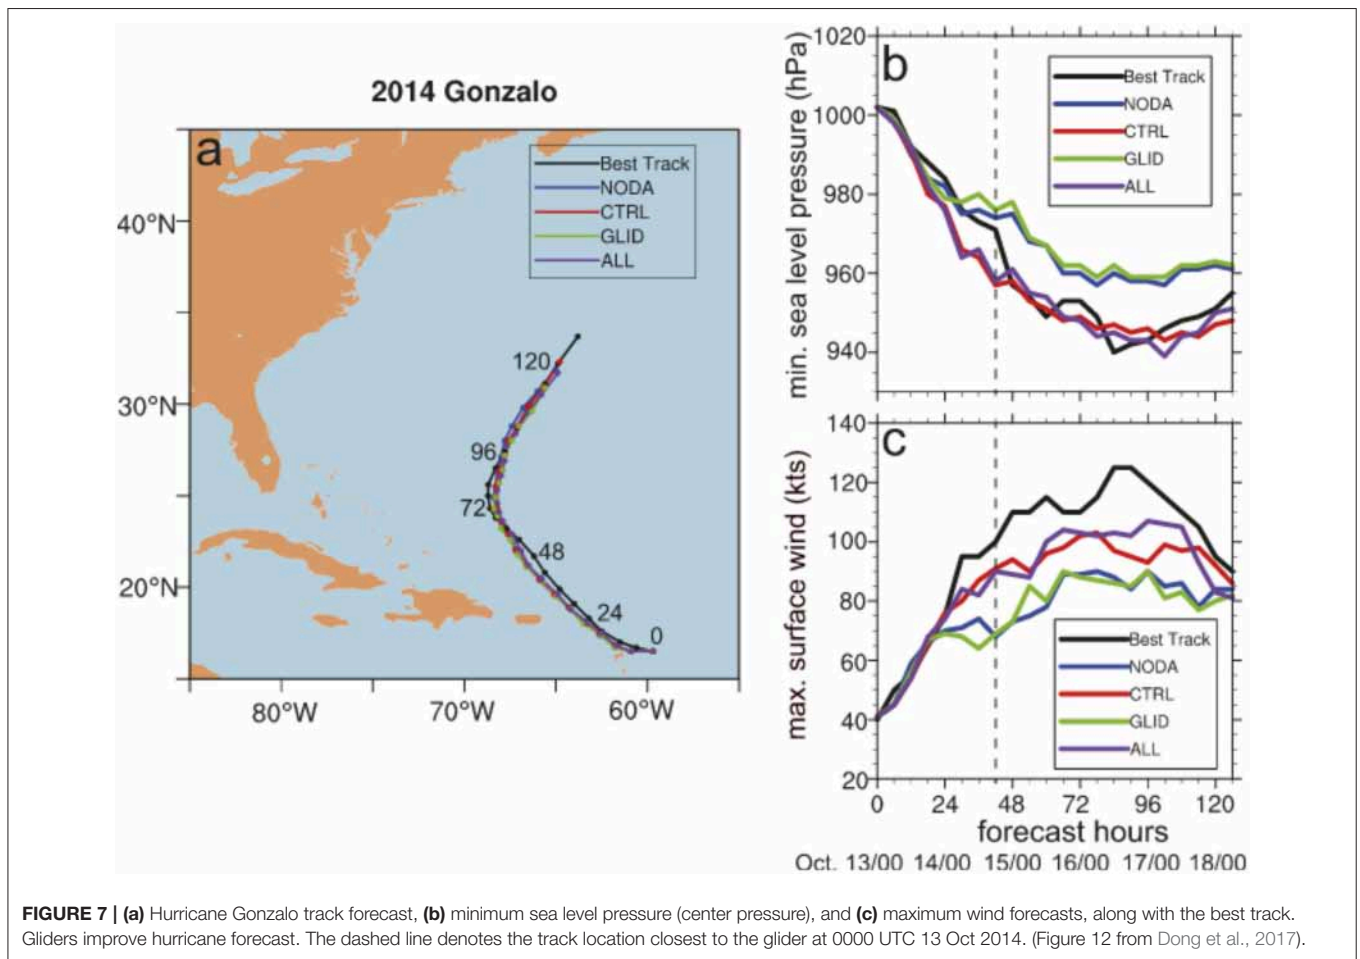 2014 Gonzalo
a
Best Track
NODA
CTRL
GLID
ALL
40°N
30°N
20°N
120
96
72
48
24
0
80°W
70°W
60°W
b
min. sea level pressure (hPa)
1020
1000
980
960
940
Best Track
NODA
CTRL
GLID
ALL
c
max. surface wind (kts)
140
120
100
80
60
40
20
Best Track
NODA
CTRL
GLID
ALL
0 24 48 72 96 120
forecast hours
Oct. 13/00 14/00 15/00 16/00 17/00 18/00
FIGURE 7 | (a) Hurricane Gonzalo track forecast, (b) minimum sea level pressure (center pressure), and (c) maximum wind forecasts, along with the best track.
Gliders improve hurricane forecast. The dashed line denotes the track location closest to the glider at 0000 UTC 13 Oct 2014. (Figure 12 from Dong et al., 2017).